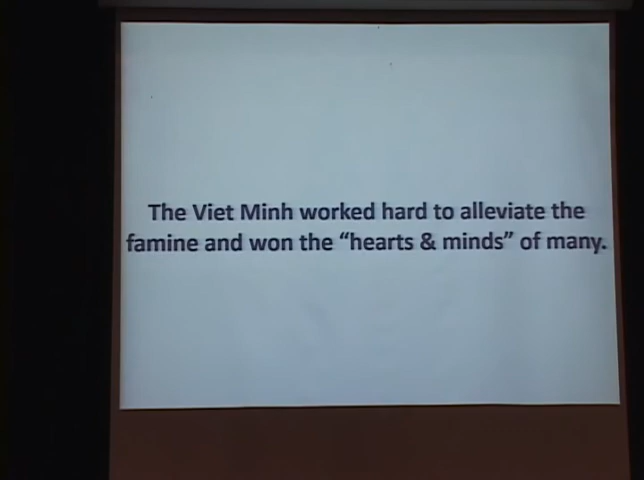 The Viet Minh worked hard to alleviate the
famine and won the “hearts & minds” of many.